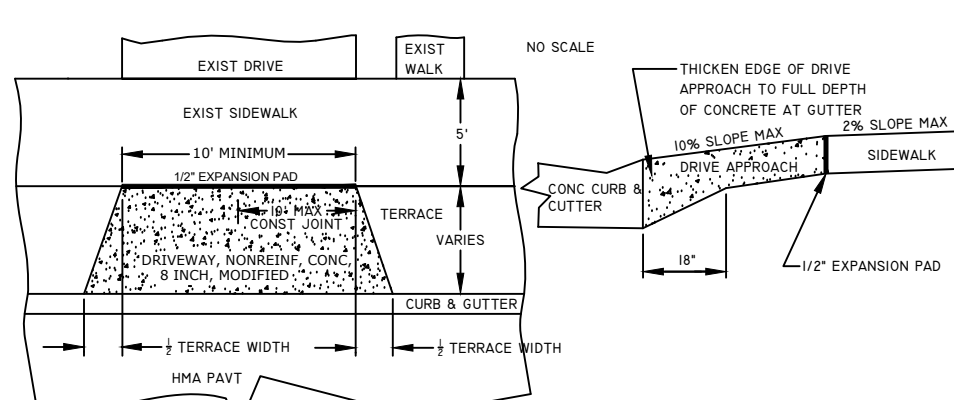 EXIST DRIVE
EXIST
WALK
NO SCALE
EXIST SIDEWALK
5'
10' MINIMUM
1/2" EXPANSION PAD
10' MAX
CONST JOINT
TERRACE
VARIES
DRIVEWAY, NONREINF, CONC,
8 INCH, MODIFIED
CURB & GUTTER
½ TERRACE WIDTH
½ TERRACE WIDTH
HMA PAVT
THICKEN EDGE OF DRIVE
APPROACH TO FULL DEPTH
OF CONCRETE AT GUTTER
10% SLOPE MAX
2% SLOPE MAX
DRIVE APPROACH
SIDEWALK
CONC CURB &
CUTTER
18"
1/2" EXPANSION PAD